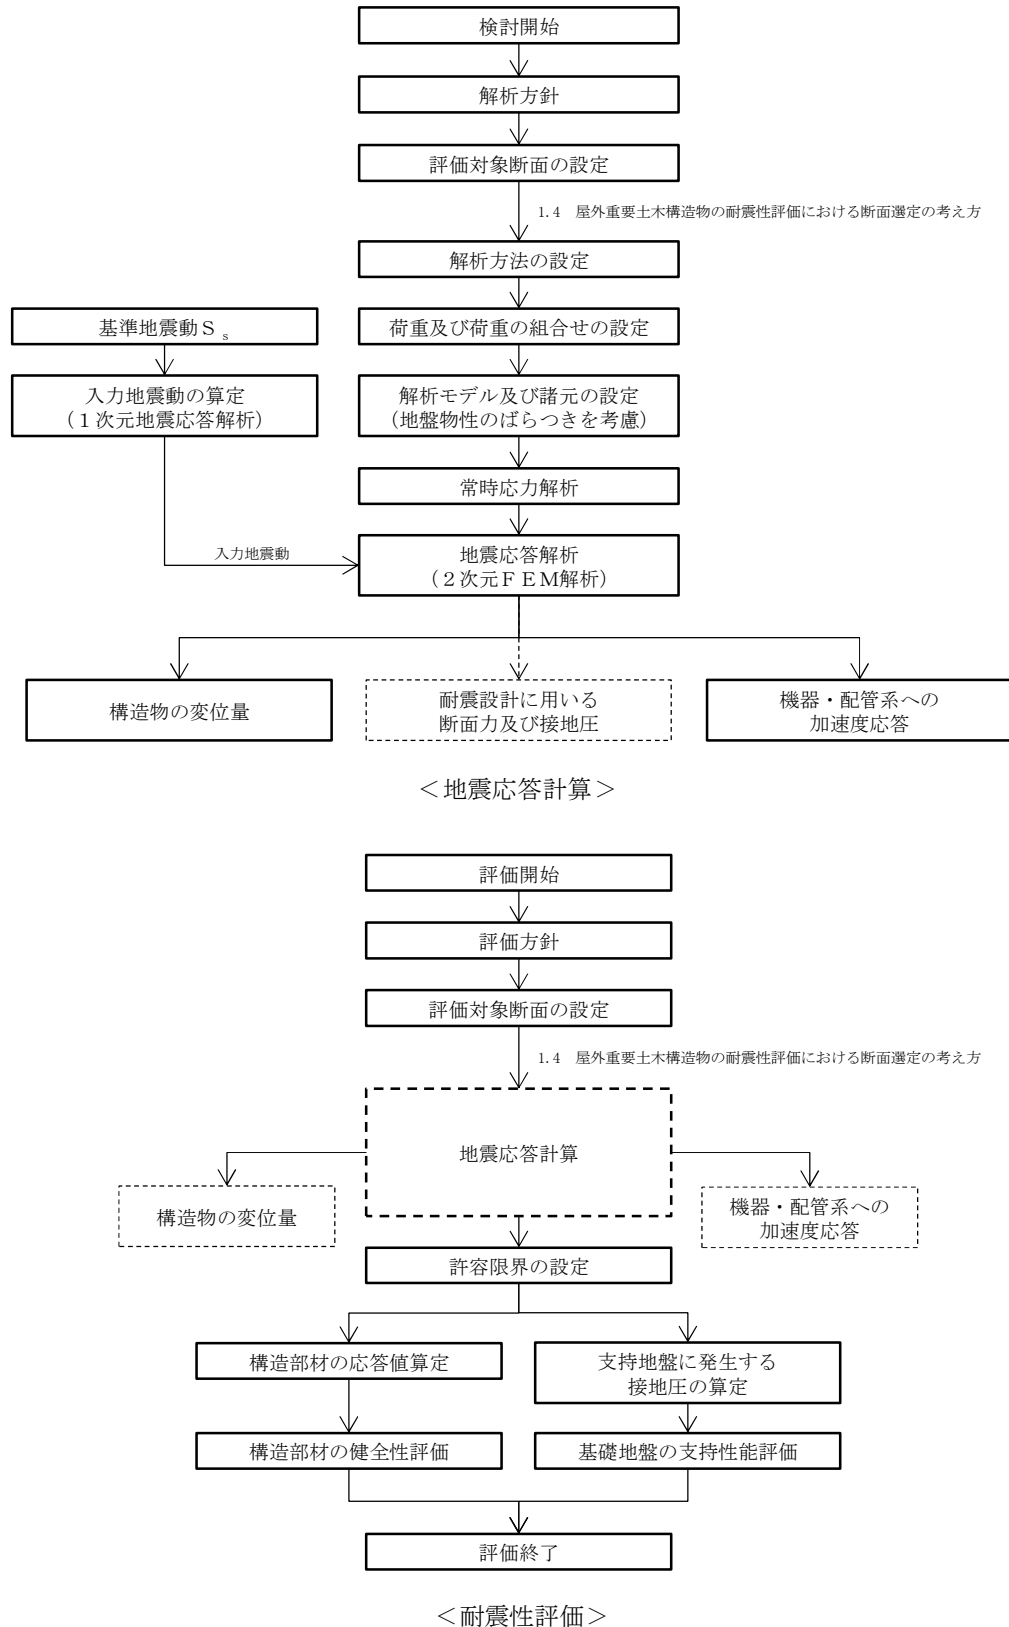 検討開始
解析方針
評価対象断面の設定
1.4 屋外重要土木構造物の耐震性評価における断面選定の考え方
解析方法の設定
基準地震動Ｓs
荷重及び荷重の組合せの設定
入力地震動の算定
（１次元地震応答解析）
解析モデル及び諸元の設定
（地盤物性のばらつきを考慮）
常時応力解析
入力地震動
地震応答解析
（２次元ＦＥＭ解析）
構造物の変位量
耐震設計に用いる
断面力及び接地圧
機器・配管系への
加速度応答
＜地震応答計算＞
評価開始
評価方針
評価対象断面の設定
1.4 屋外重要土木構造物の耐震性評価における断面選定の考え方
地震応答計算
構造物の変位量
機器・配管系への
加速度応答
許容限界の設定
構造部材の応答値算定
支持地盤に発生する
接地圧の算定
構造部材の健全性評価
基礎地盤の支持性能評価
評価終了
＜耐震性評価＞